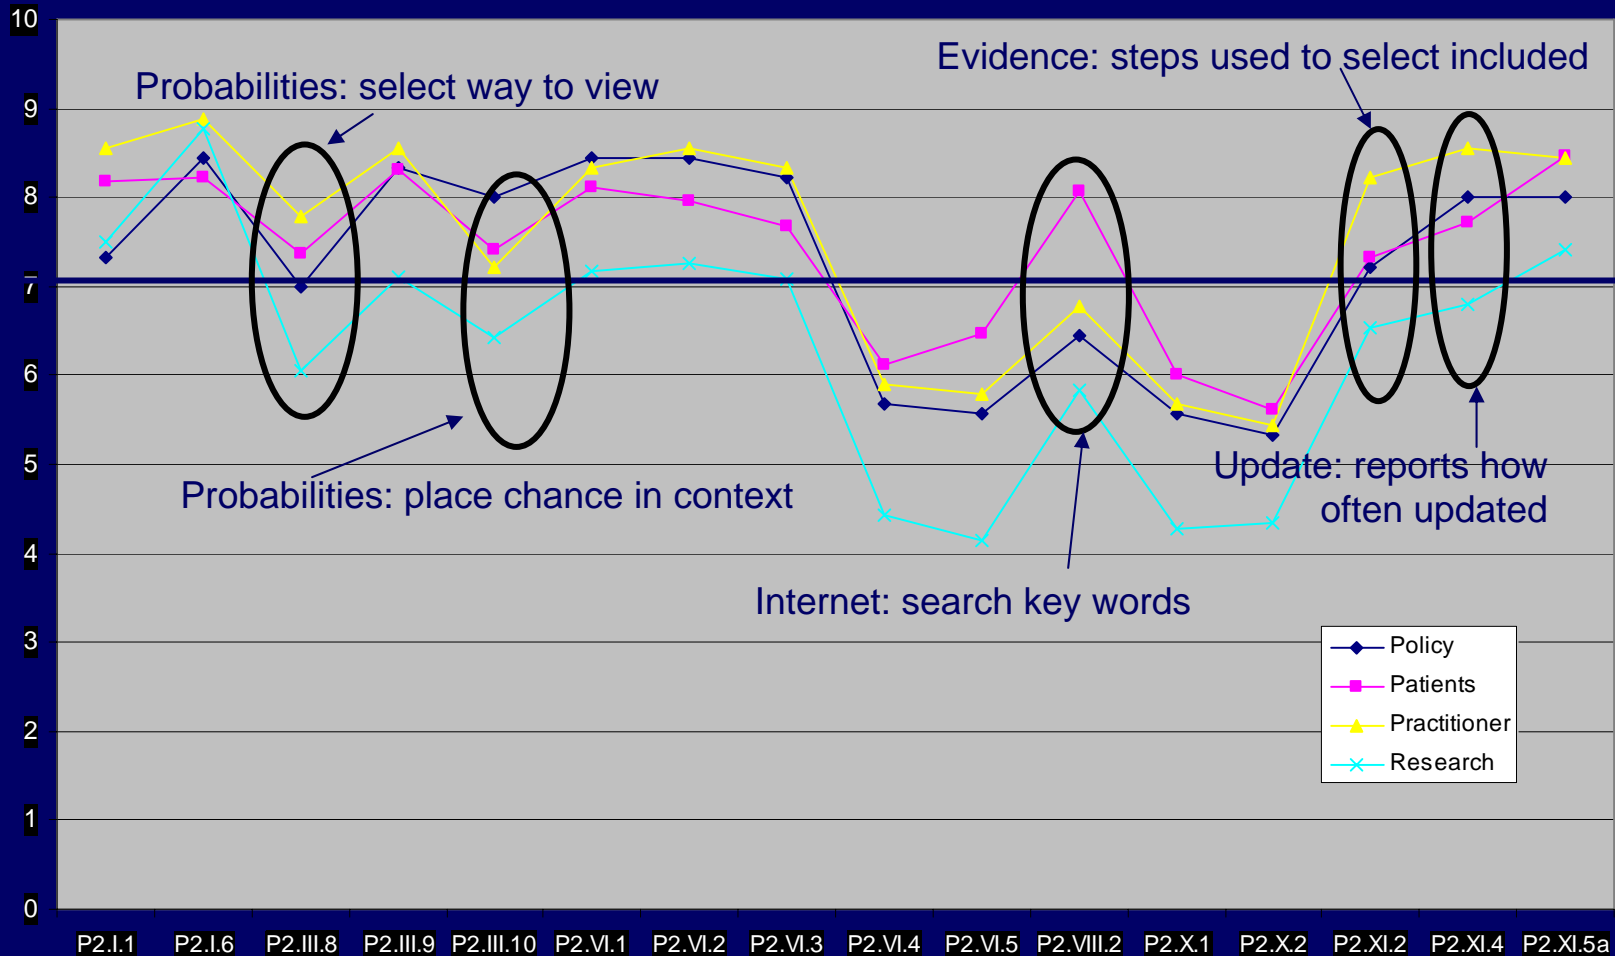 10
9
8
7
6
5
4
3
2
1
0
Probabilities: select way to view
Evidence: steps used to select included
Probabilities: place chance in context
Update: reports how
often updated
Internet: search key words
Policy
Patients
Practitioner
Research
P2.I.1 P2.I.6 P2.III.8 P2.III.9 P2.III.10 P2.VI.1 P2.VI.2 P2.VI.3 P2.VI.4 P2.VI.5 P2.VIII.2 P2.X.1 P2.X.2 P2.XI.2 P2.XI.4 P2.XI.5a